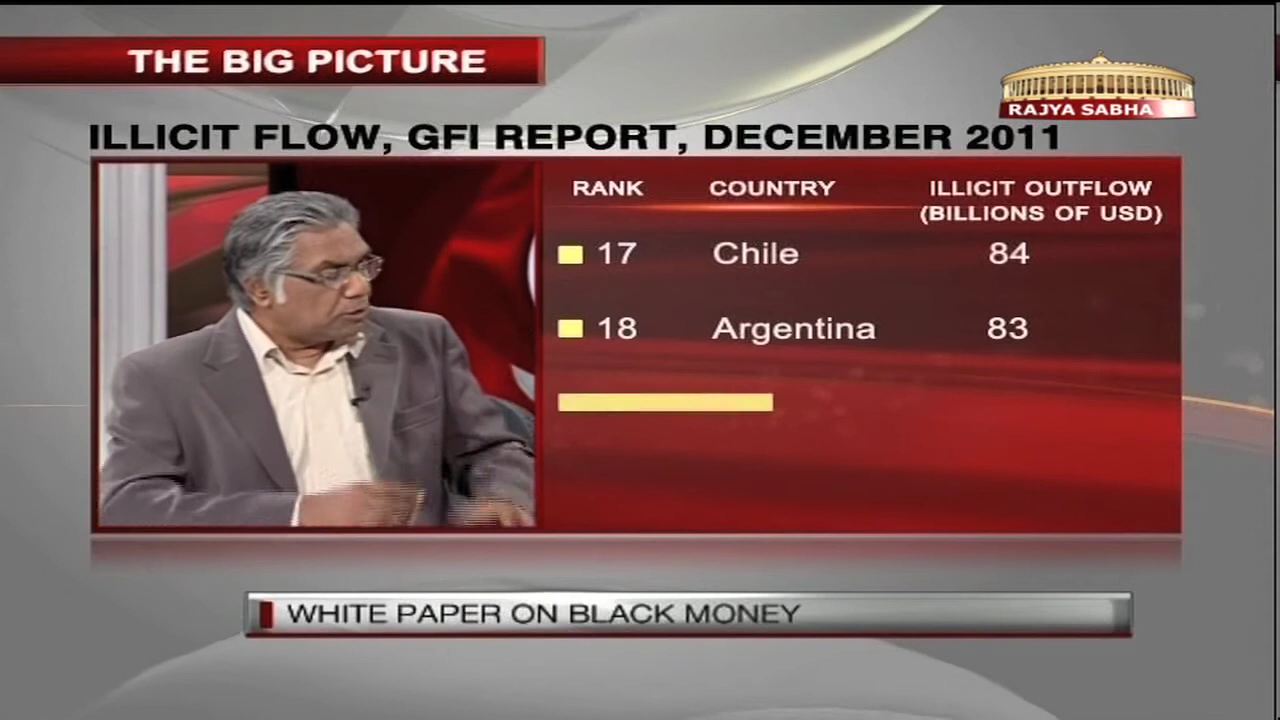 THE BIG PICTURE
RAJYA SABHA
ILLICIT FLOW, GFI REPORT, DECEMBER 2011
RANK COUNTRY ILLICIT OUTFLOW
(BILLIONS OF USD)
17 Chile 84
18 Argentina 83
WHITE PAPER ON BLACK MONEY